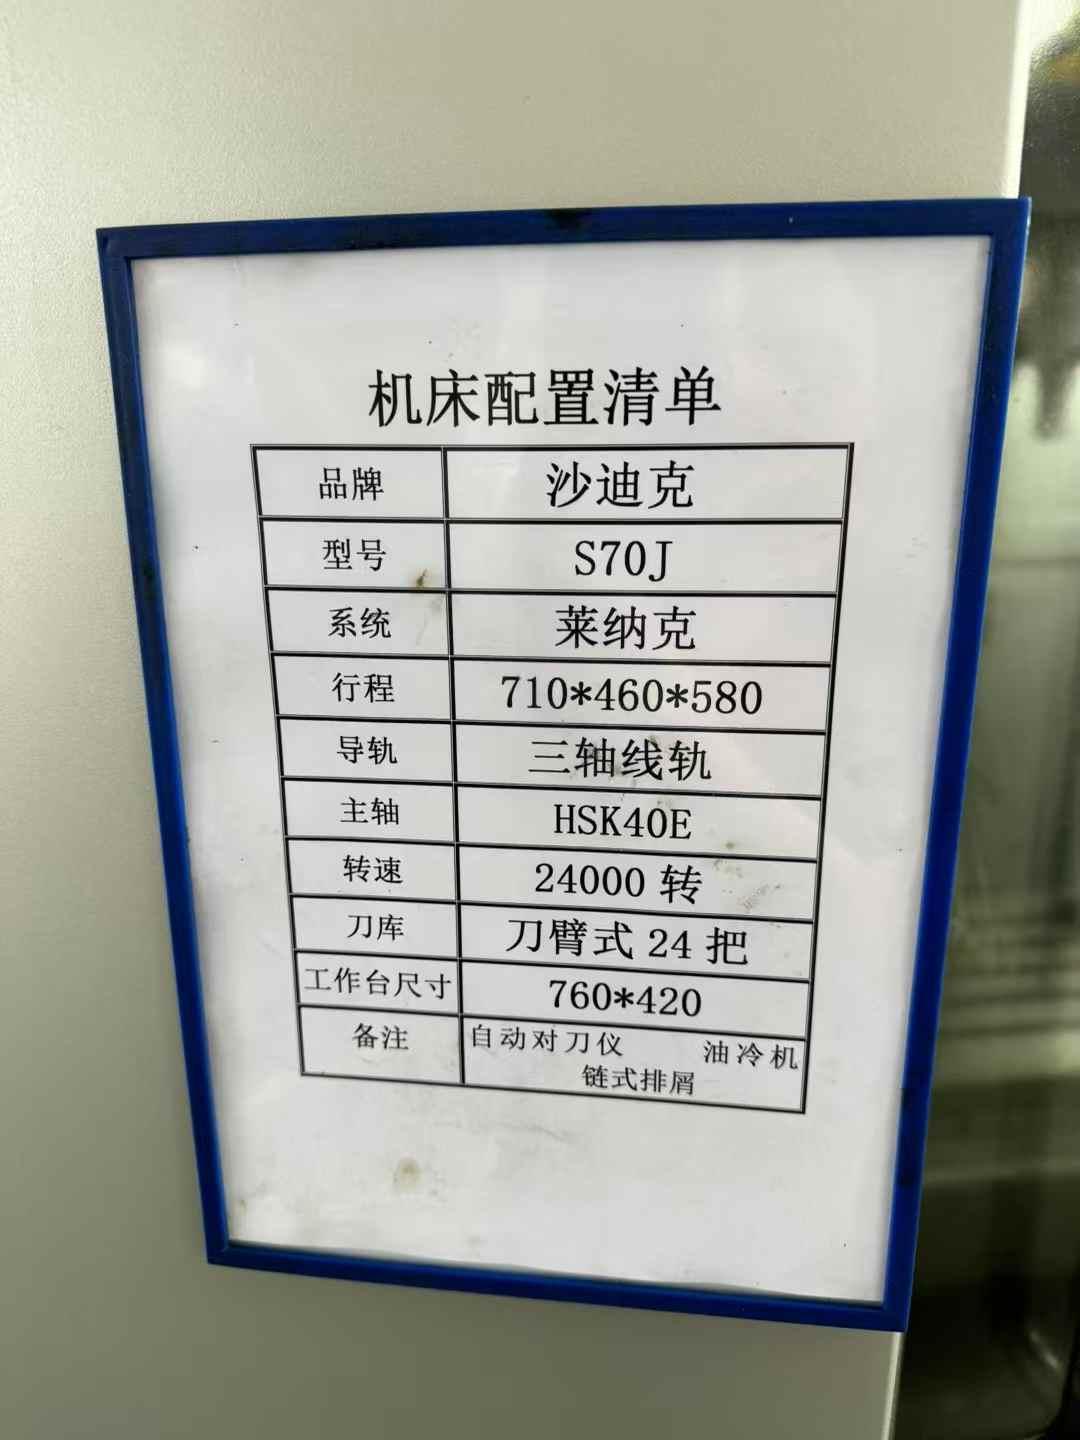 机床配置清单
品牌 沙迪克
型号 S70J
系统 莱纳克
行程 710*460*580
导轨 三轴线轨
主轴 HSK40E
转速 24000 转
刀库 刀臂式 24 把
工作台尺寸 760*420
备注 自动对刀仪 油冷机
链式排屑